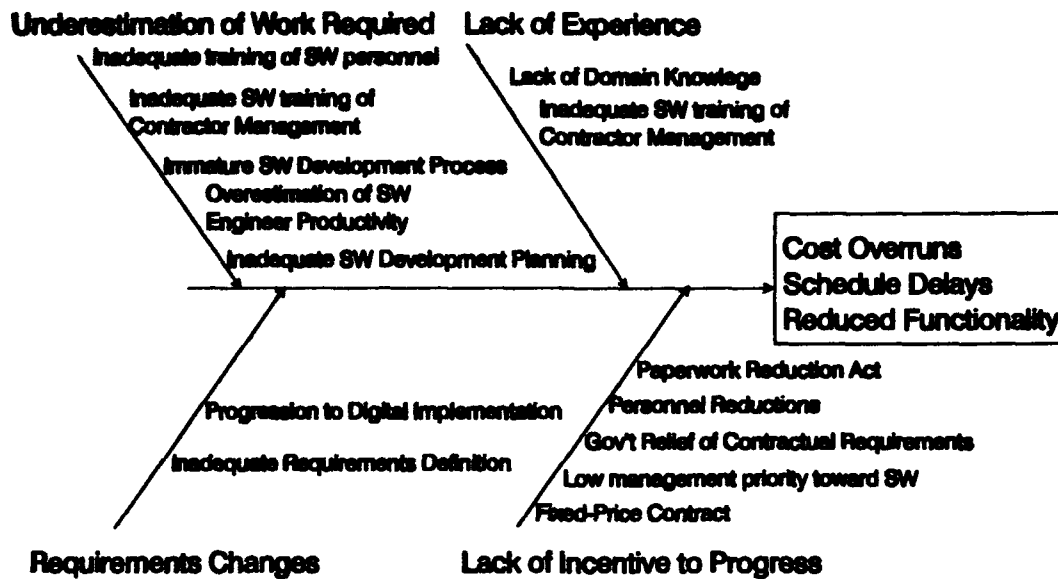 Underestimation of Work Required
Inadequate training of SW personnel
Inadequate SW training of
Contractor Management
Immature SW Development Process
Overestimation of SW
Engineer Productivity
Inadequate SW Development Planning
Lack of Experience
Lack of Domain Knowlege
Inadequate SW training of
Contractor Management
Cost Overruns
Schedule Delays
Reduced Functionality
Progression to Digital Implementation
Inadequate Requirements Definition
Requirements Changes
Paperwork Reduction Act
Personnel Reductions
Gov't Relief of Contractual Requirements
Low management priority toward SW
Fixed-Price Contract
Lack of Incentive to Progress